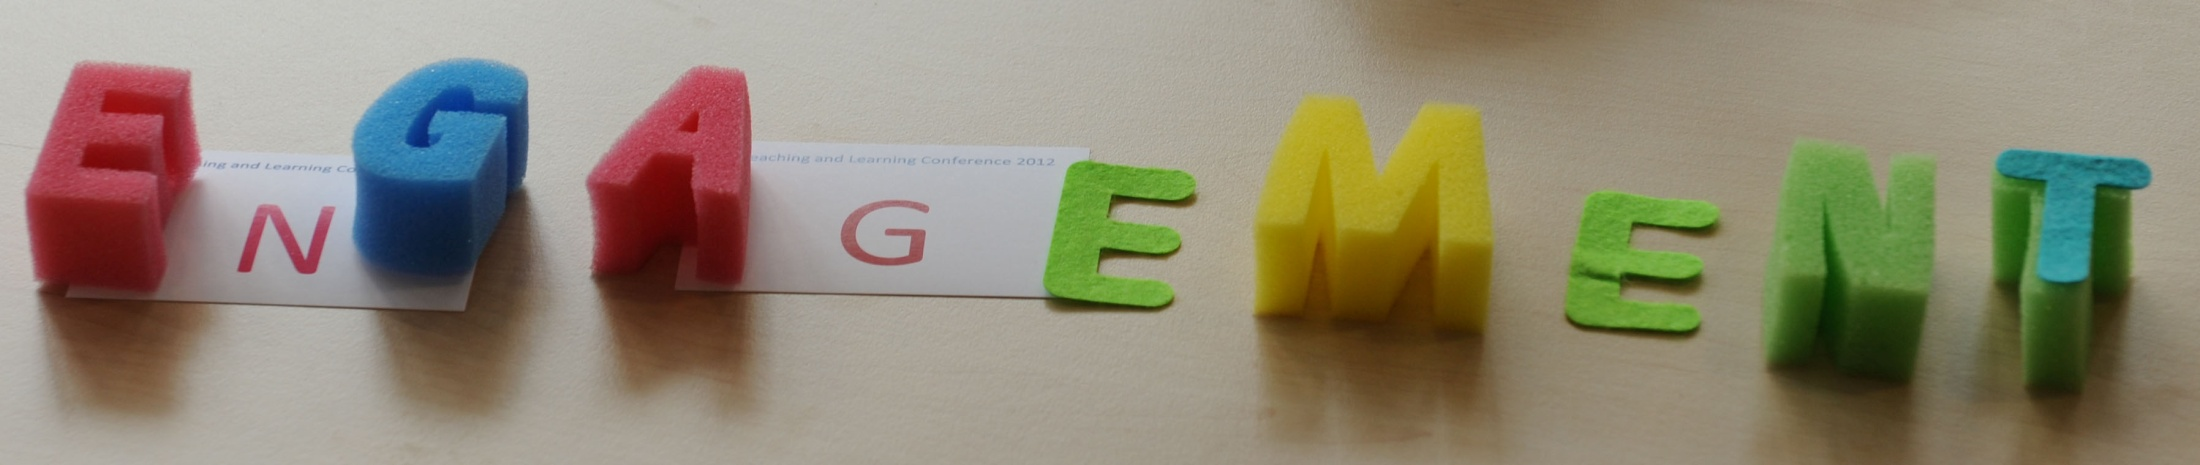 ing and Learning Co
eaching and Learning Conference 2012
ENGAGEMENT